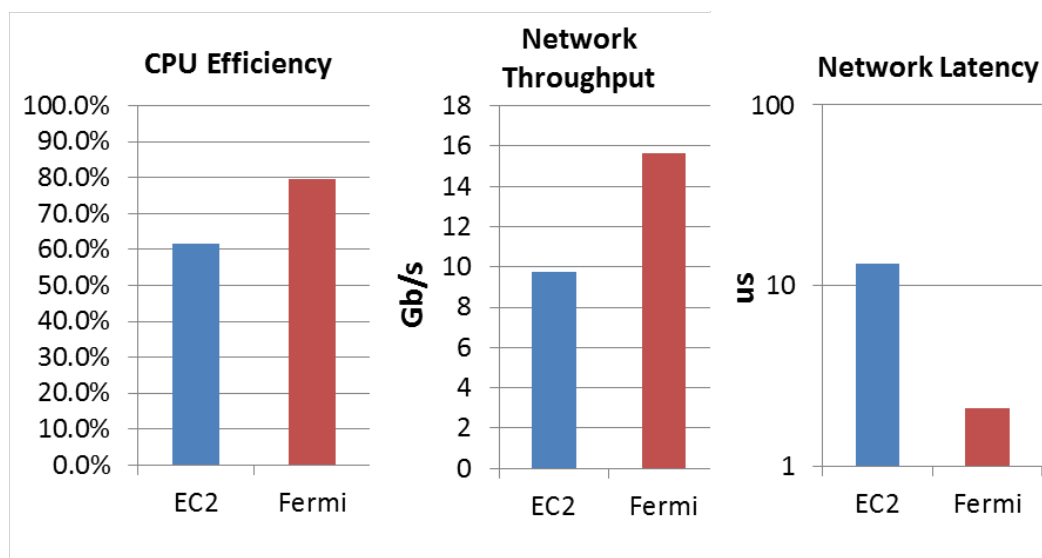 CPU Efficiency
100.0%
90.0%
80.0%
70.0%
60.0%
50.0%
40.0%
30.0%
20.0%
10.0%
0.0%
EC2 Fermi
Network
Throughput
Gb/s
18
16
14
12
10
8
6
4
2
0
EC2 Fermi
Network Latency
us
100
10
1
EC2 Fermi